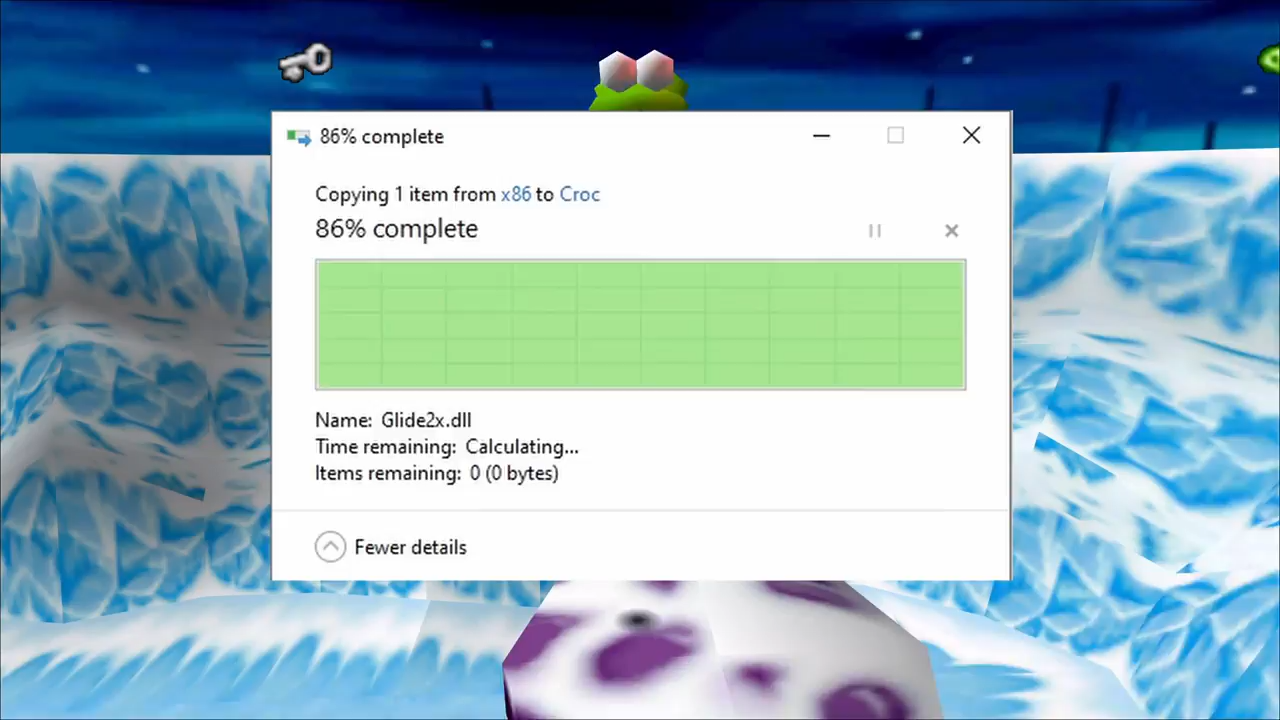 86% complete
Copying 1 item from x86 to Croc
86% complete
Name: Glide2x.dll
Time remaining: Calculating...
Items remaining: 0 (0 bytes)
Fewer details